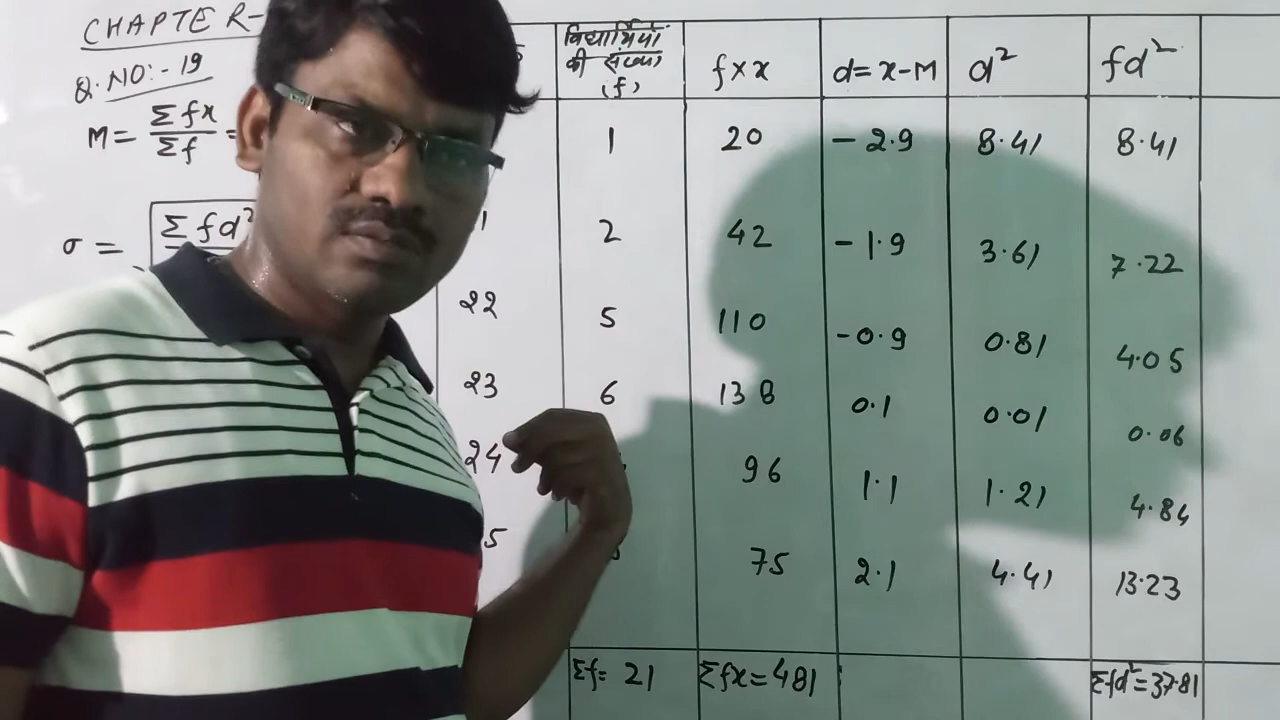 CHAPTER-
Q. NO:- 19
M= Σfx / Σf =
σ = Σfd²
विद्यार्थियों की संख्या (f) | f×x | d=x-M | d² | fd²
1 | 20 | -2.9 | 8.41 | 8.41
1 | 2 | 42 | -1.9 | 3.61 | 7.22
22 | 5 | 110 | -0.9 | 0.81 | 4.05
23 | 6 | 138 | 0.1 | 0.01 | 0.06
24 | 96 | 1.1 | 1.21 | 4.84
5 | 75 | 2.1 | 4.41 | 13.23
Σf= 21 | Σfx=481 | Σfd²=37.81